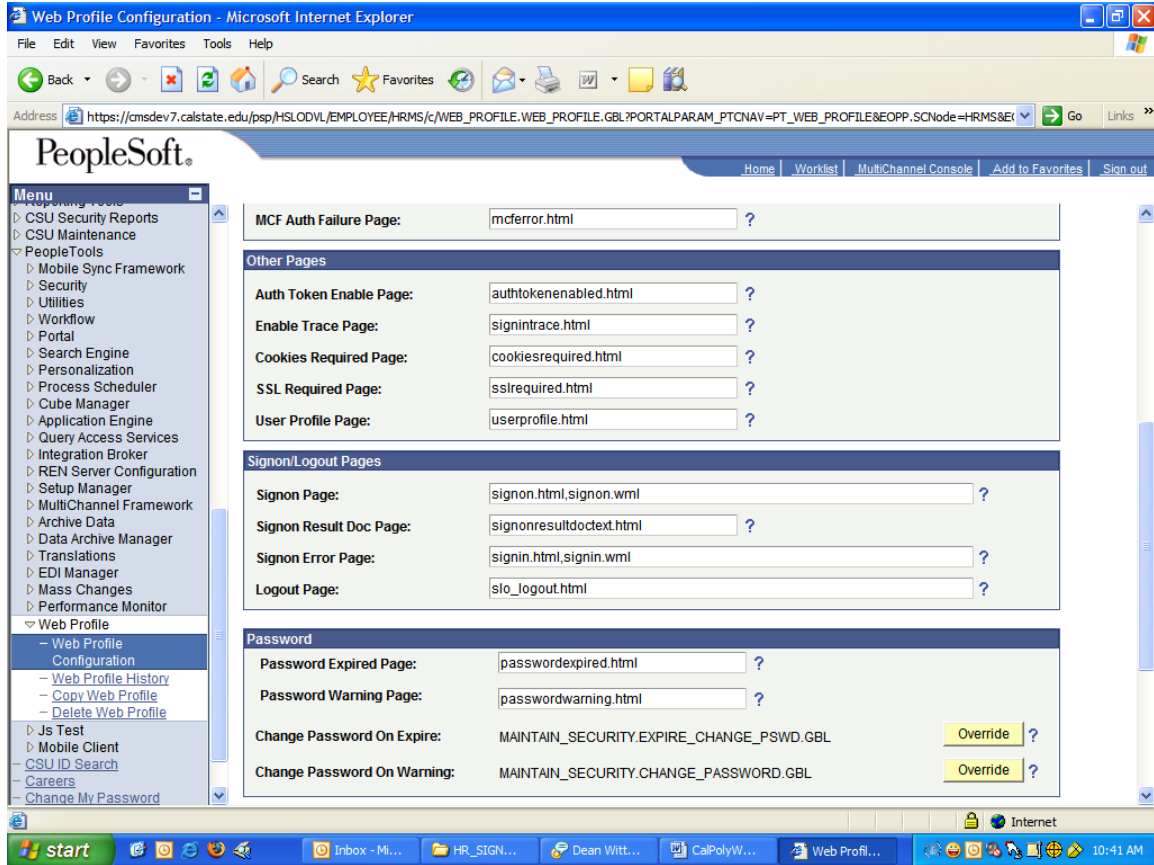 Web Profile Configuration - Microsoft Internet Explorer
File Edit View Favorites Tools Help
Back Search Favorites
Address https://cmsdev7.calstate.edu/psp/HSLODVL/EMPLOYEE/HRMS/c/WEB_PROFILE.WEB_PROFILE.GBL?PORTALPARAM_PTCNAV=PT_WEB_PROFILE&EOPP.SCNode=HRMS&E Go Links »
PeopleSoft.
Home Worklist MultiChannel Console Add to Favorites Sign out
Menu
Reporting Tools
CSU Security Reports
CSU Maintenance
PeopleTools
Mobile Sync Framework
Security
Utilities
Workflow
Portal
Search Engine
Personalization
Process Scheduler
Cube Manager
Application Engine
Query Access Services
Integration Broker
REN Server Configuration
Setup Manager
MultiChannel Framework
Archive Data
Data Archive Manager
Translations
EDI Manager
Mass Changes
Performance Monitor
Web Profile
– Web Profile
Configuration
– Web Profile History
– Copy Web Profile
– Delete Web Profile
Js Test
Mobile Client
– CSU ID Search
– Careers
– Change My Password
MCF Auth Failure Page: mcferror.html ?
Other Pages
Auth Token Enable Page: authtokenenabled.html ?
Enable Trace Page: signintrace.html ?
Cookies Required Page: cookiesrequired.html ?
SSL Required Page: sslrequired.html ?
User Profile Page: userprofile.html ?
Signon/Logout Pages
Signon Page: signon.html,signon.wml ?
Signon Result Doc Page: signonresultdoctext.html ?
Signon Error Page: signin.html,signin.wml ?
Logout Page: slo_logout.html ?
Password
Password Expired Page: passwordexpired.html ?
Password Warning Page: passwordwarning.html ?
Change Password On Expire: MAINTAIN_SECURITY.EXPIRE_CHANGE_PSWD.GBL Override ?
Change Password On Warning: MAINTAIN_SECURITY.CHANGE_PASSWORD.GBL Override ?
Internet
start Inbox - Mi... HR_SIGN... Dean Witt... CalPolyW... Web Profil... 10:41 AM